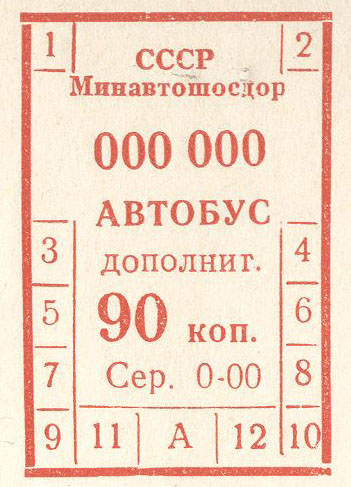 1 СССР 2
Минавтошосдор
000 000
АВТОБУС
3 дополниг. 4
5 90 коп. 6
7 Сер. 0-00 8
9 11 А 12 10